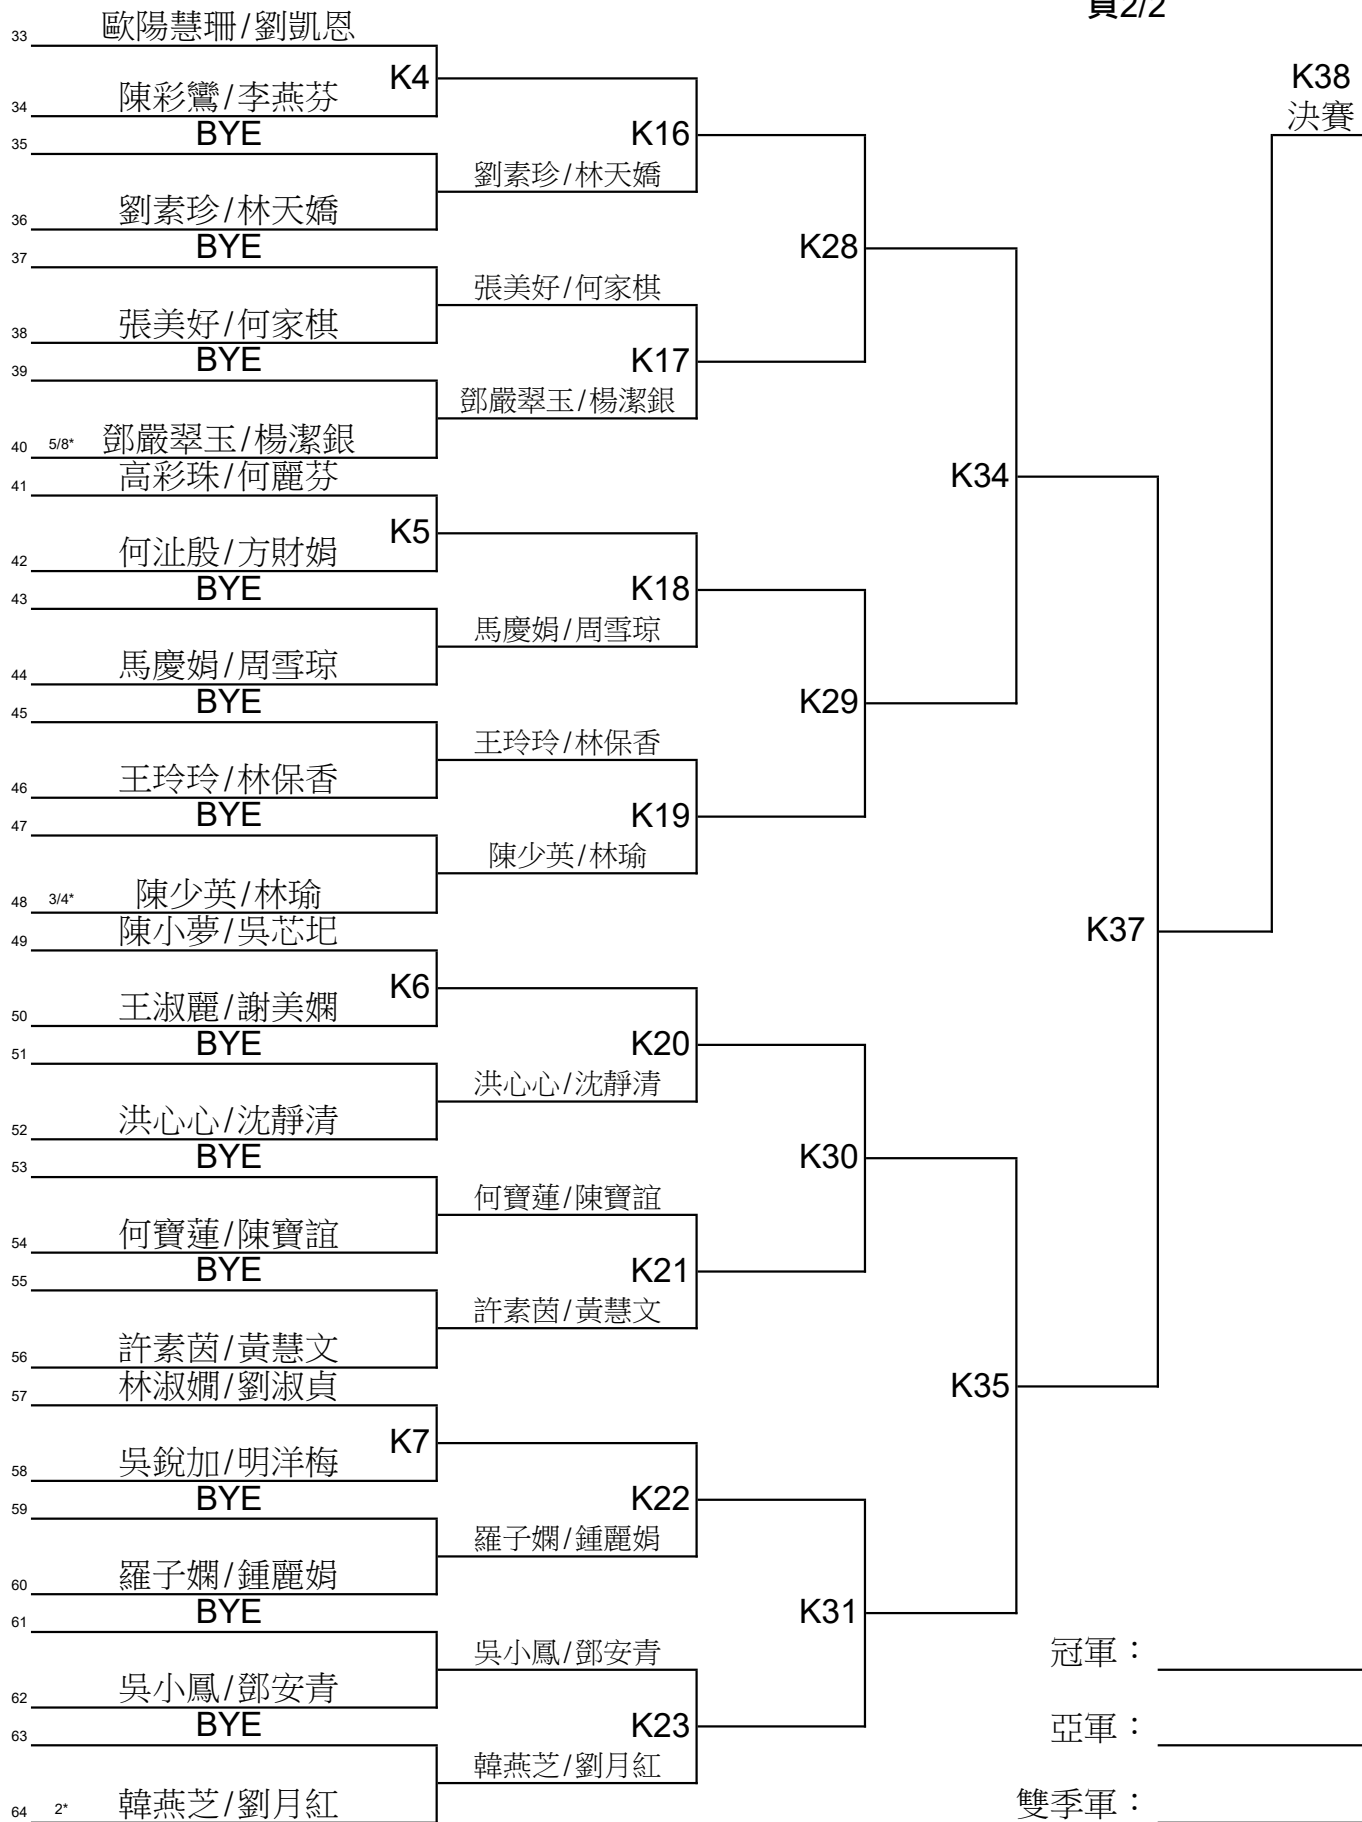 頁2/2
33 歐陽慧珊/劉凱恩
K4
34 陳彩鸞/李燕芬
K16
35 BYE
劉素珍/林天嬌
36 劉素珍/林天嬌
K28
37 BYE
張美好/何家棋
38 張美好/何家棋
K17
39 BYE
鄧嚴翠玉/楊潔銀
40 5/8* 鄧嚴翠玉/楊潔銀
K34
41 高彩珠/何麗芬
K5
42 何沚殷/方財娟
K18
43 BYE
馬慶娟/周雪琼
44 馬慶娟/周雪琼
K29
45 BYE
王玲玲/林保香
46 王玲玲/林保香
K19
47 BYE
陳少英/林瑜
48 3/4* 陳少英/林瑜
K37
49 陳小夢/吳芯圯
K6
50 王淑麗/謝美嫻
K20
51 BYE
洪心心/沈靜清
52 洪心心/沈靜清
K30
53 BYE
何寶蓮/陳寶誼
54 何寶蓮/陳寶誼
K21
55 BYE
許素茵/黃慧文
56 許素茵/黃慧文
K35
57 林淑嫺/劉淑貞
K7
58 吳銳加/明洋梅
K22
59 BYE
羅子嫻/鍾麗娟
60 羅子嫻/鍾麗娟
K31
61 BYE
吳小鳳/鄧安青
62 吳小鳳/鄧安青
K23
63 BYE
韓燕芝/劉月紅
64 2* 韓燕芝/劉月紅
K38
決賽
冠軍：
亞軍：
雙季軍：